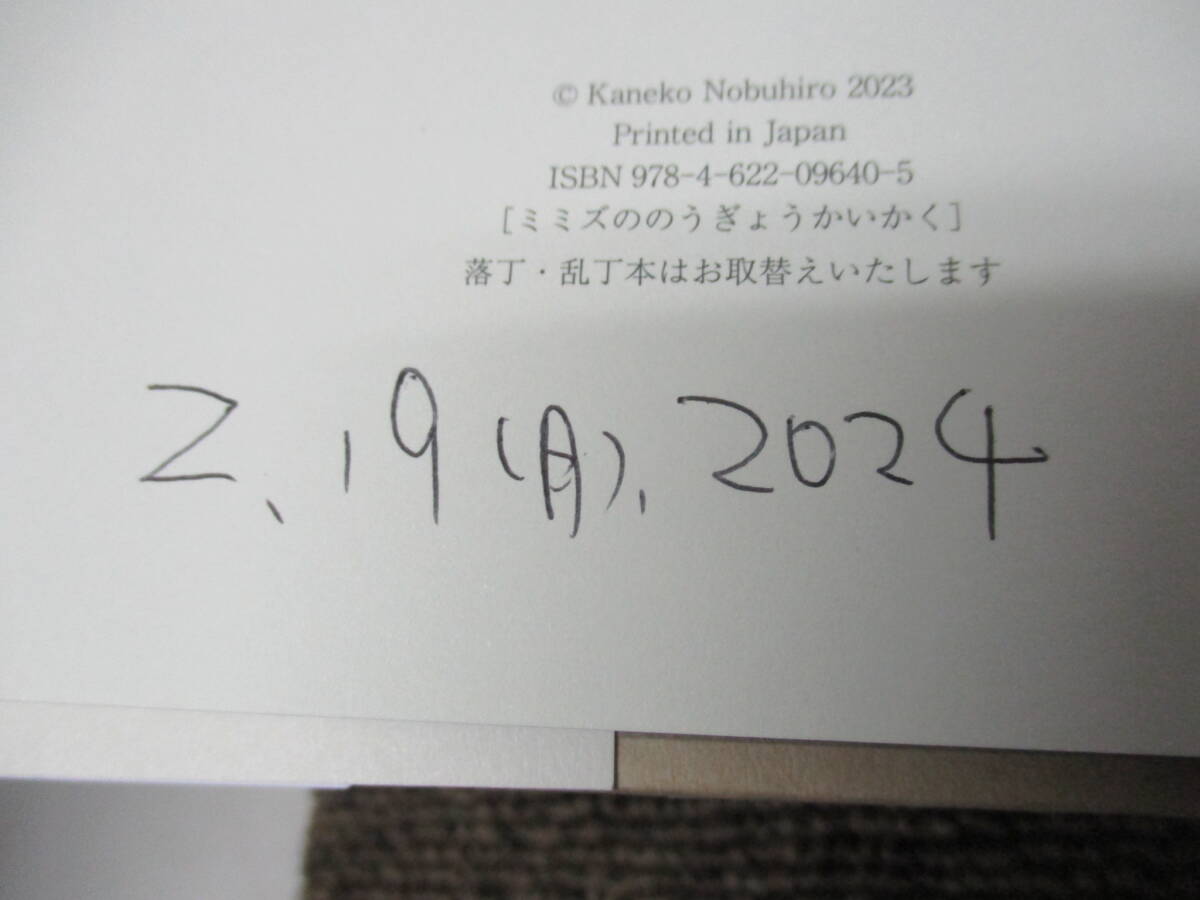 © Kaneko Nobuhiro 2023
Printed in Japan
ISBN 978-4-622-09640-5
[ミミズののうぎょうかいかく]
落丁・乱丁本はお取替えいたします
2、19(月), 2024